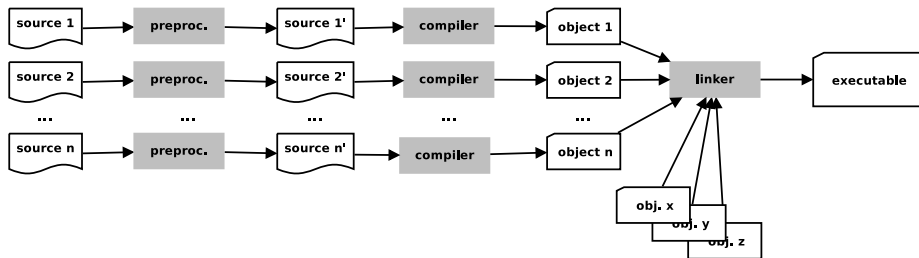 source 1 preproc. source 1' compiler object 1
source 2 preproc. source 2' compiler object 2 linker executable
... ... ... ... ...
source n preproc. source n' compiler object n
obj. x
obj. y
obj. z